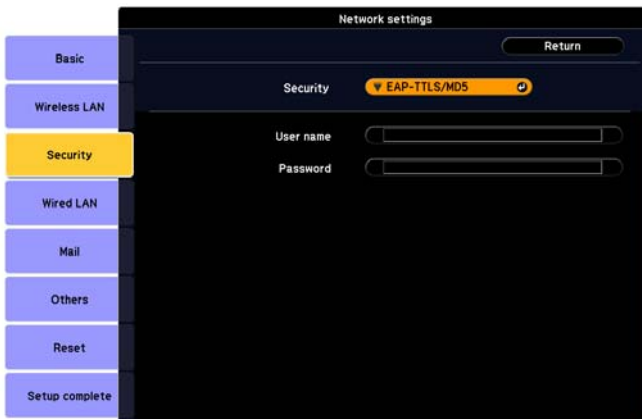 Network settings
Return
Basic
Wireless LAN
Security
Wired LAN
Mail
Others
Reset
Setup complete
Security
EAP-TTLS/MD5
User name
Password